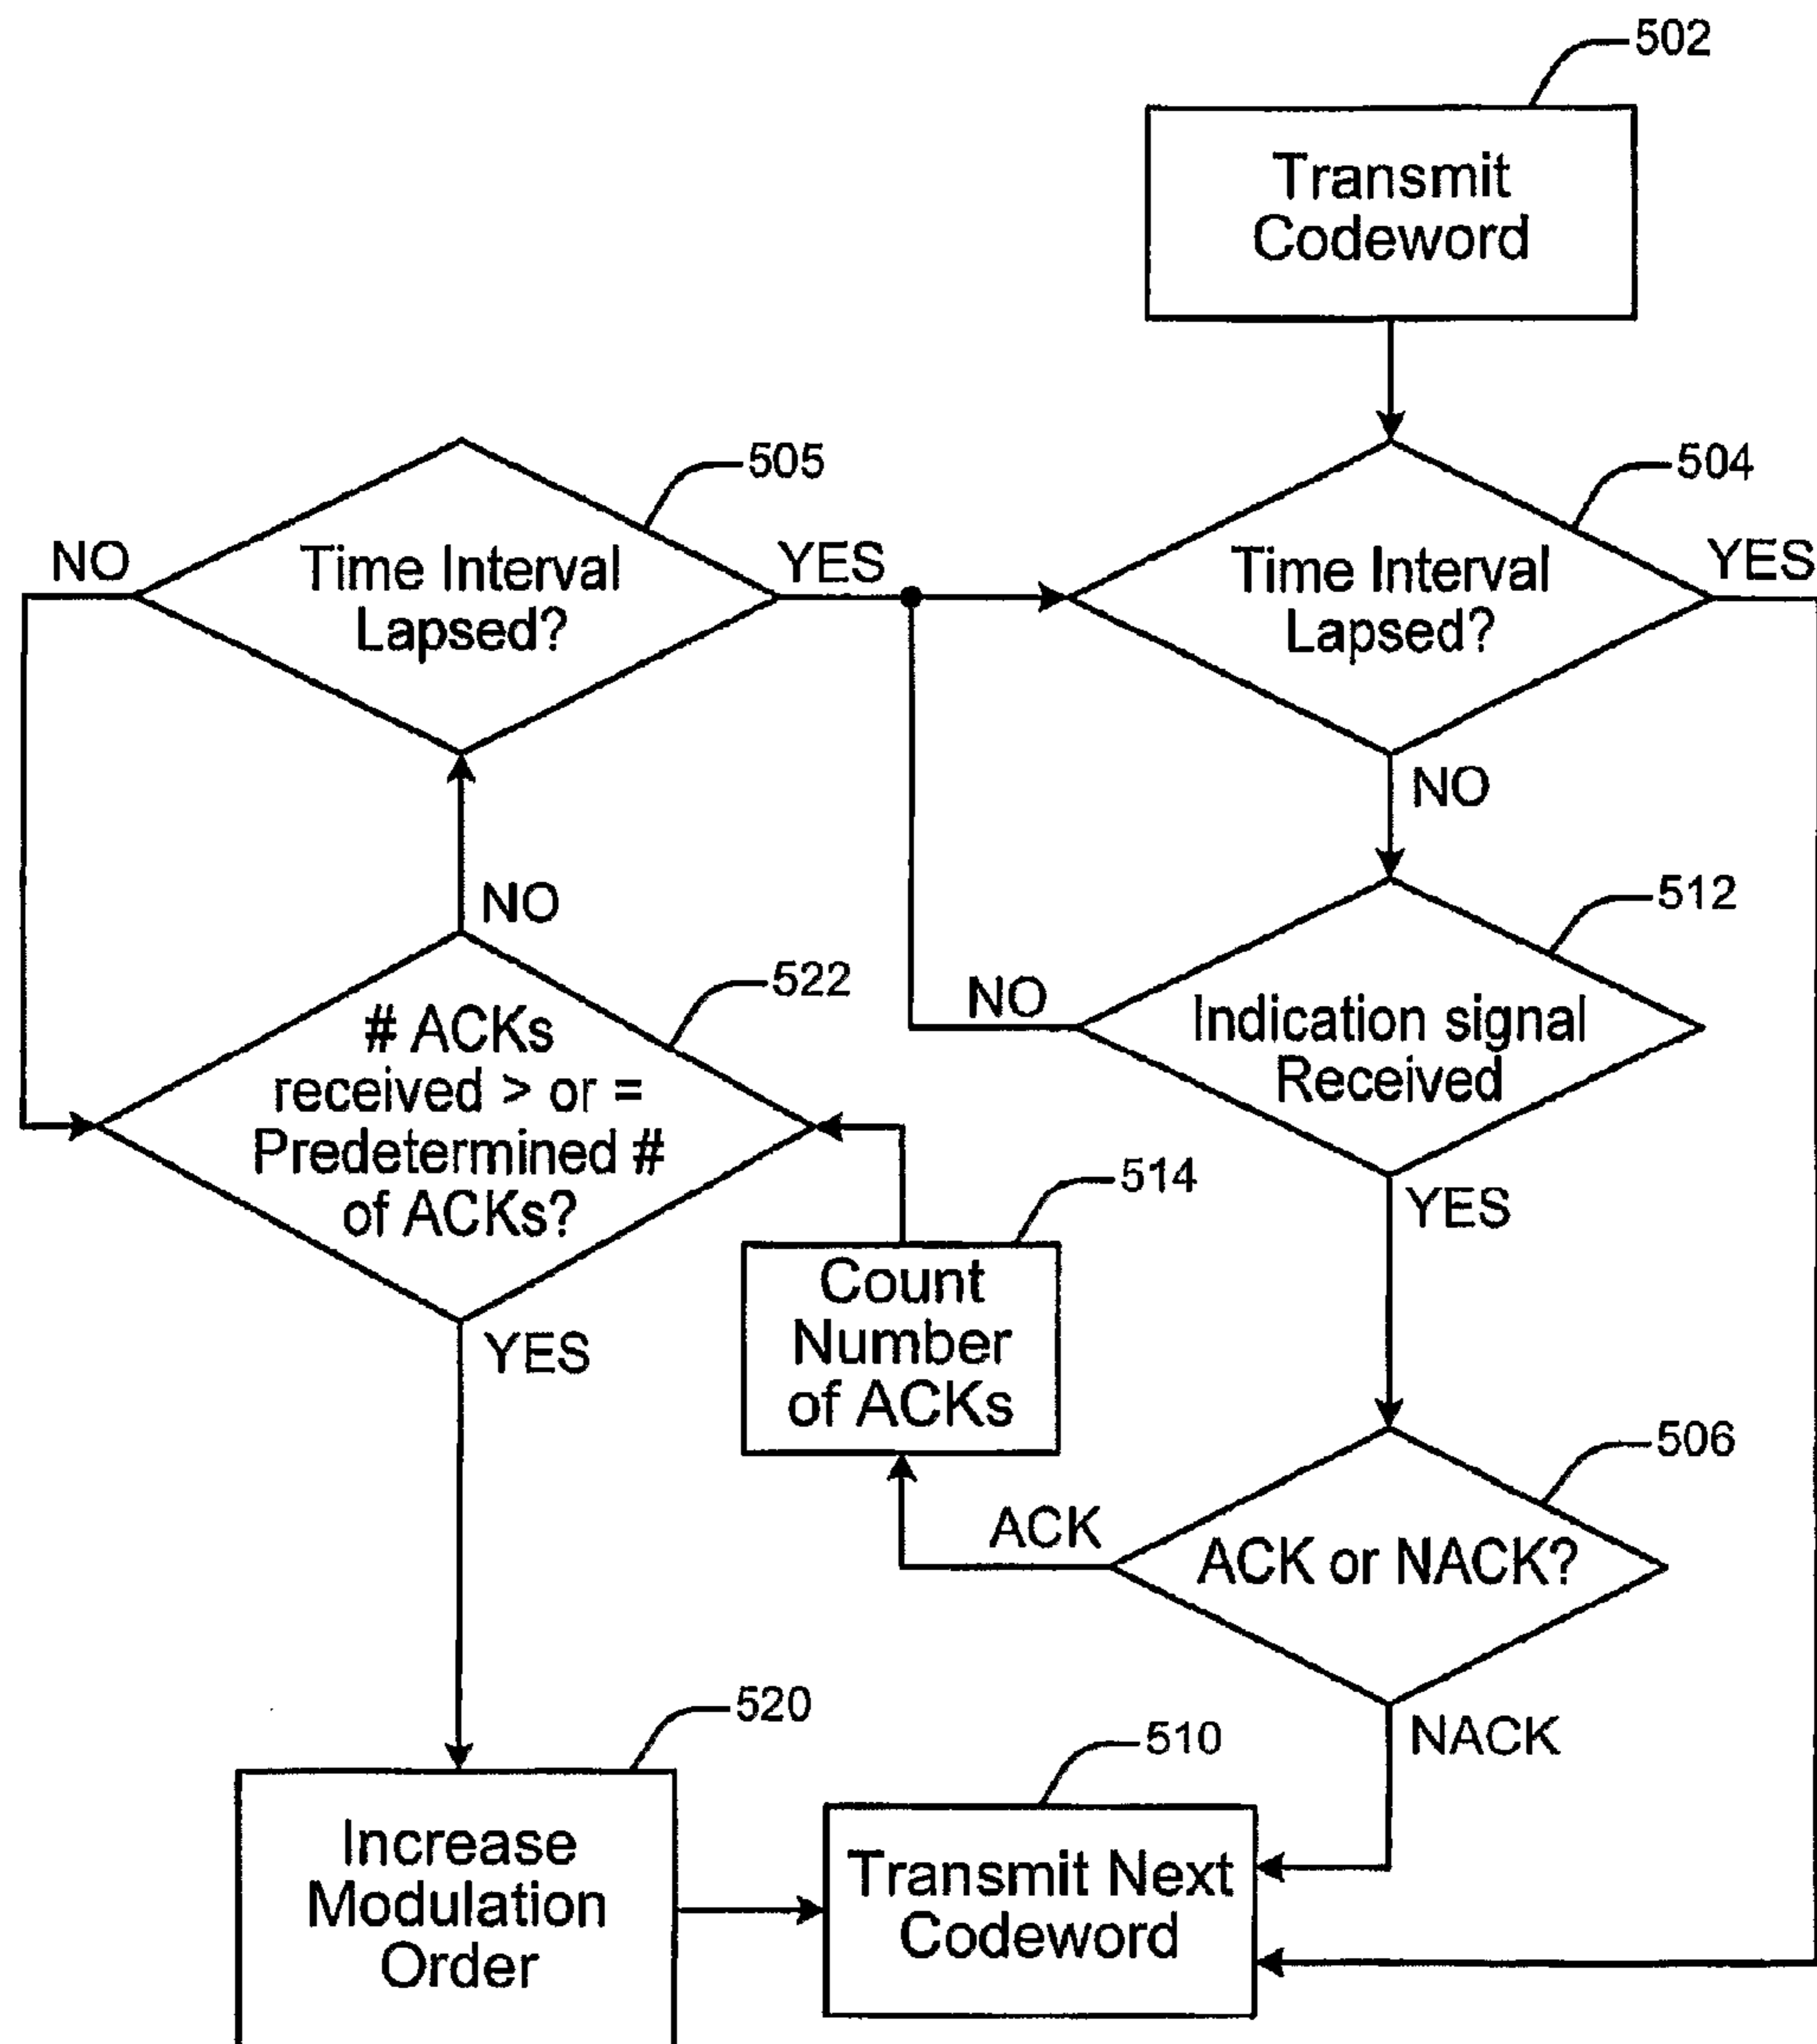 502
Transmit
Codeword
505
504
NO
Time Interval
Lapsed?
YES
Time Interval
Lapsed?
YES
NO
NO
512
522
NO
Indication signal
Received
# ACKs
received > or =
Predetermined #
of ACKs?
514
YES
Count
Number
of ACKs
YES
506
ACK
ACK or NACK?
520
510
NACK
Increase
Modulation
Order
Transmit Next
Codeword